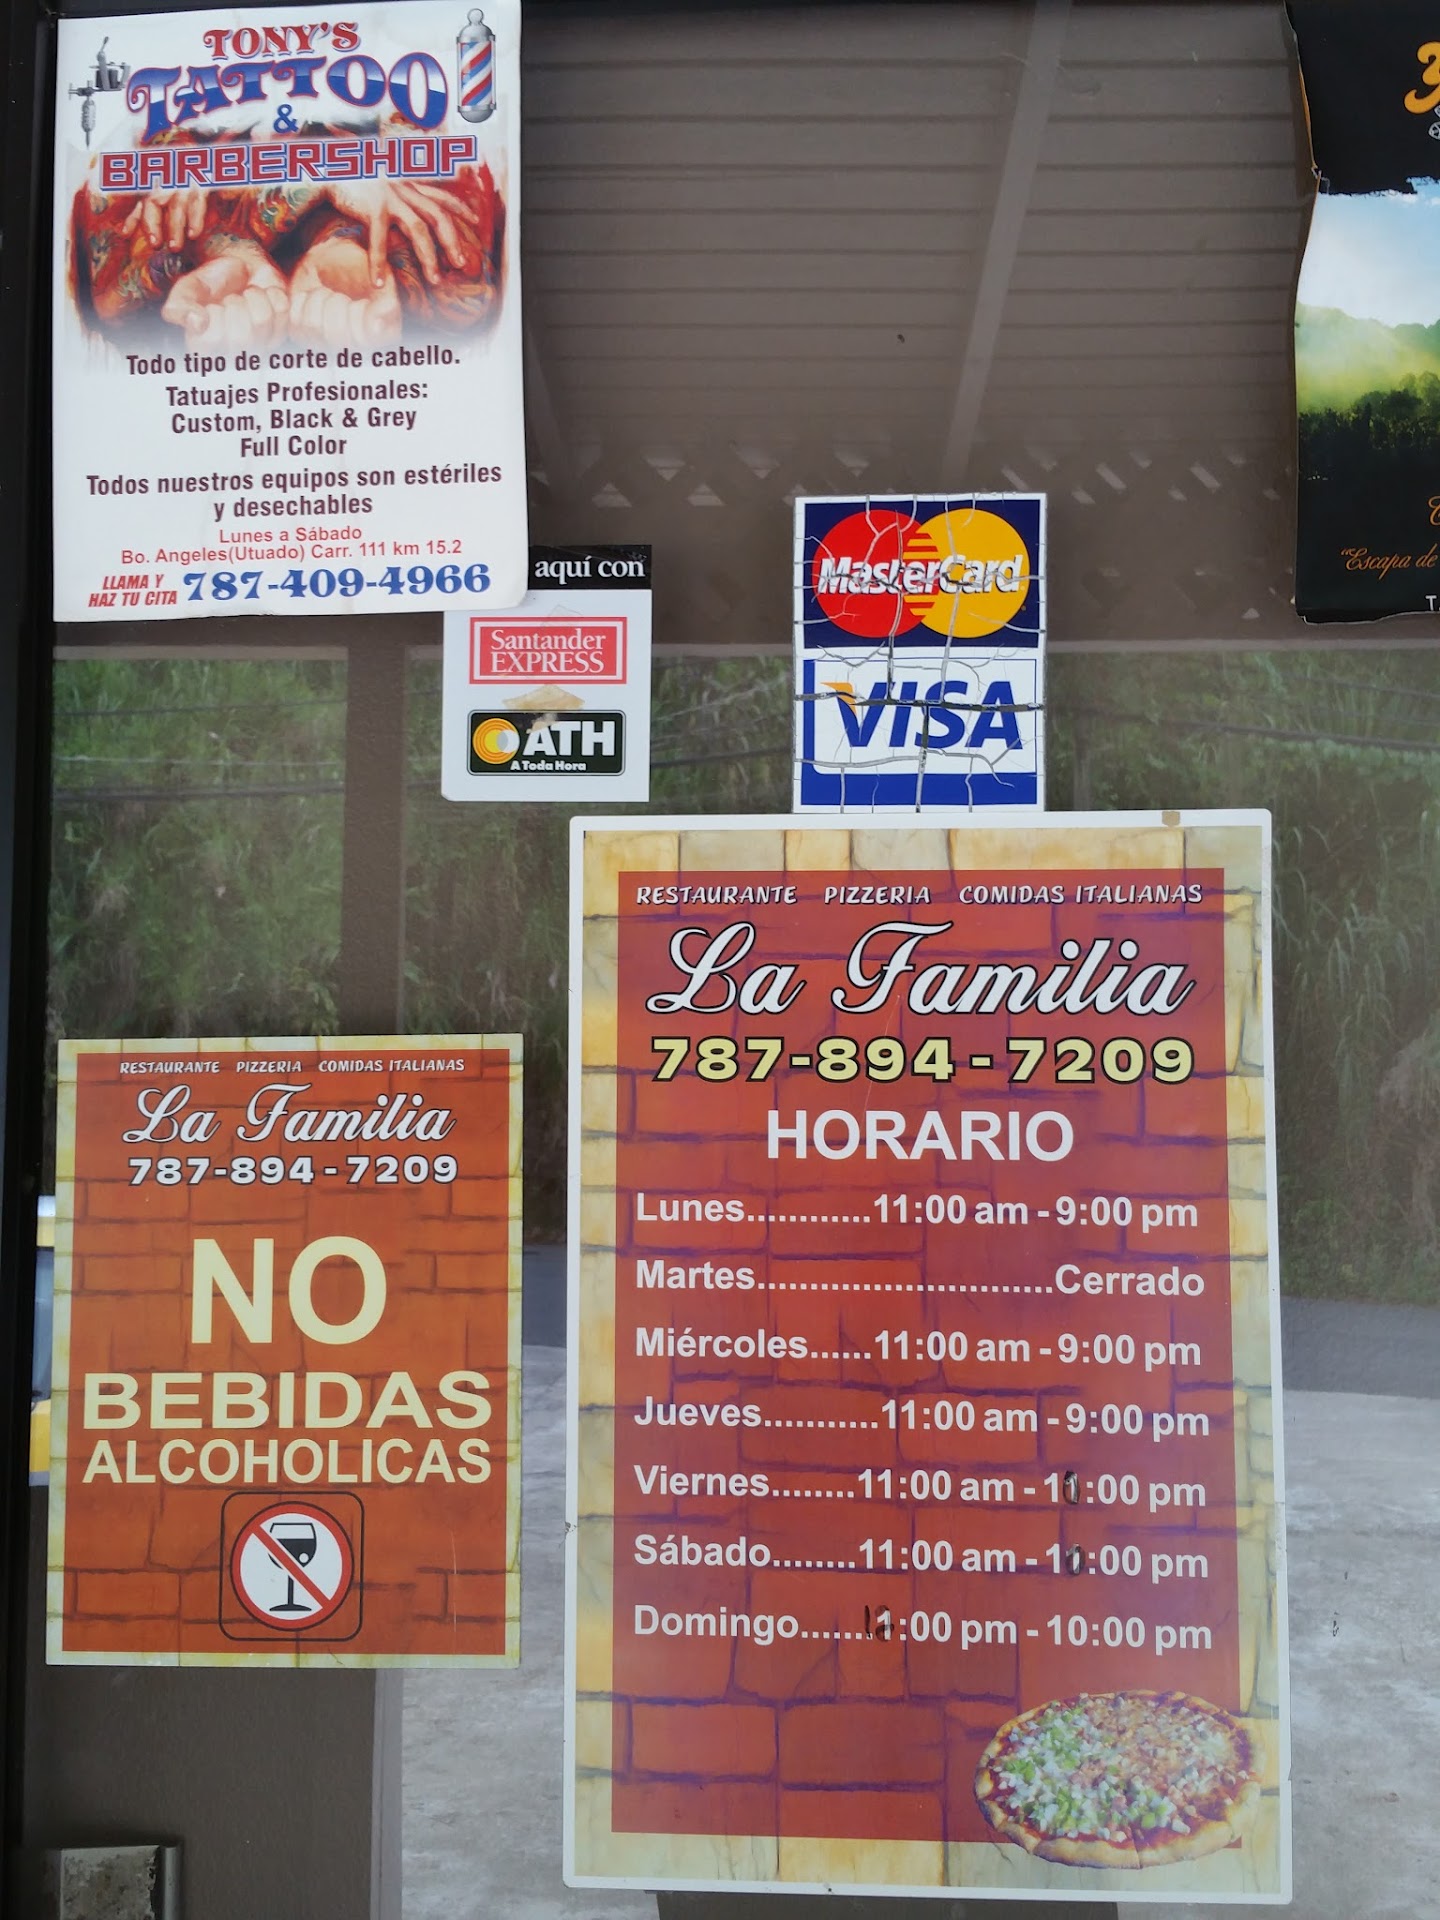 TONY'S
TATTOO
&
BARBERSHOP
Todo tipo de corte de cabello.
Tatuajes Profesionales:
Custom, Black & Grey
Full Color
Todos nuestros equipos son estériles
y desechables
Lunes a Sábado
Bo. Angeles(Utuado) Carr. 111 km 15.2
LLAMA Y
HAZ TU CITA 787-409-4966
aquí con
Santander
EXPRESS
ATH
A Toda Hora
MasterCard
VISA
"Escapa de
RESTAURANTE PIZZERIA COMIDAS ITALIANAS
La Familia
787-894-7209
NO
BEBIDAS
ALCOHOLICAS
RESTAURANTE PIZZERIA COMIDAS ITALIANAS
La Familia
787-894-7209
HORARIO
Lunes............11:00 am - 9:00 pm
Martes.............................Cerrado
Miércoles......11:00 am - 9:00 pm
Jueves...........11:00 am - 9:00 pm
Viernes........11:00 am - 10:00 pm
Sábado........11:00 am - 10:00 pm
Domingo.......12:00 pm - 10:00 pm